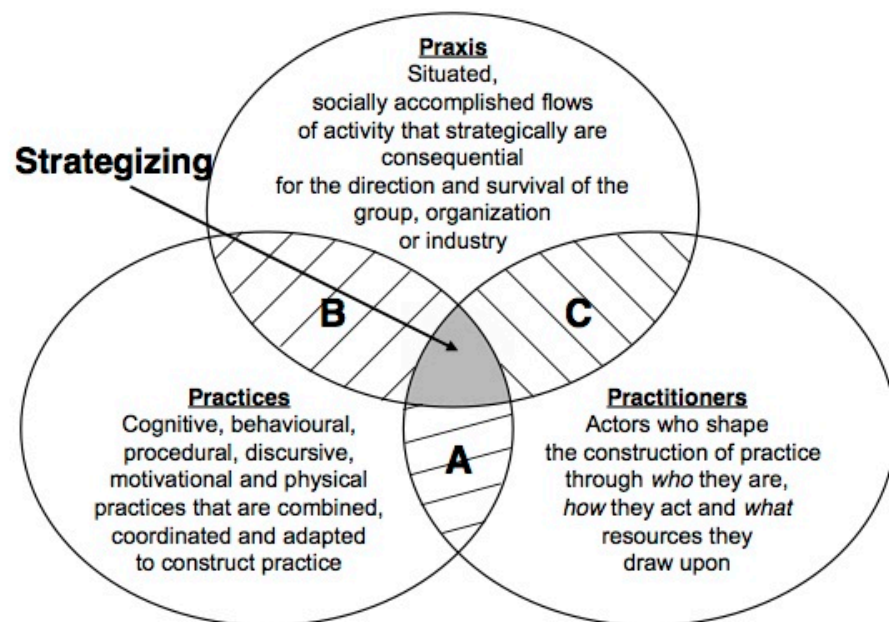 Praxis
Situated,
socially accomplished flows
of activity that strategically are
consequential
for the direction and survival of the
group, organization
or industry
Strategizing
B
C
Practices
Cognitive, behavioural,
procedural, discursive,
motivational and physical
practices that are combined,
coordinated and adapted
to construct practice
A
Practitioners
Actors who shape
the construction of practice
through who they are,
how they act and what
resources they
draw upon